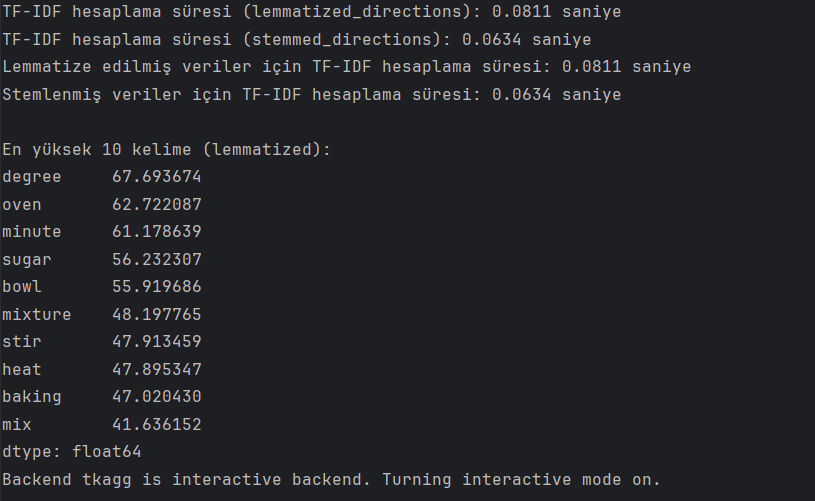 TF-IDF hesaplama süresi (lemmatized_directions): 0.0811 saniye
TF-IDF hesaplama süresi (stemmed_directions): 0.0634 saniye
Lemmatize edilmiş veriler için TF-IDF hesaplama süresi: 0.0811 saniye
Stemlenmiş veriler için TF-IDF hesaplama süresi: 0.0634 saniye

En yüksek 10 kelime (lemmatized):
degree     67.693674
oven       62.722087
minute     61.178639
sugar      56.232307
bowl       55.919686
mixture    48.197765
stir       47.913459
heat       47.895347
baking     47.020430
mix        41.636152
dtype: float64
Backend tkagg is interactive backend. Turning interactive mode on.